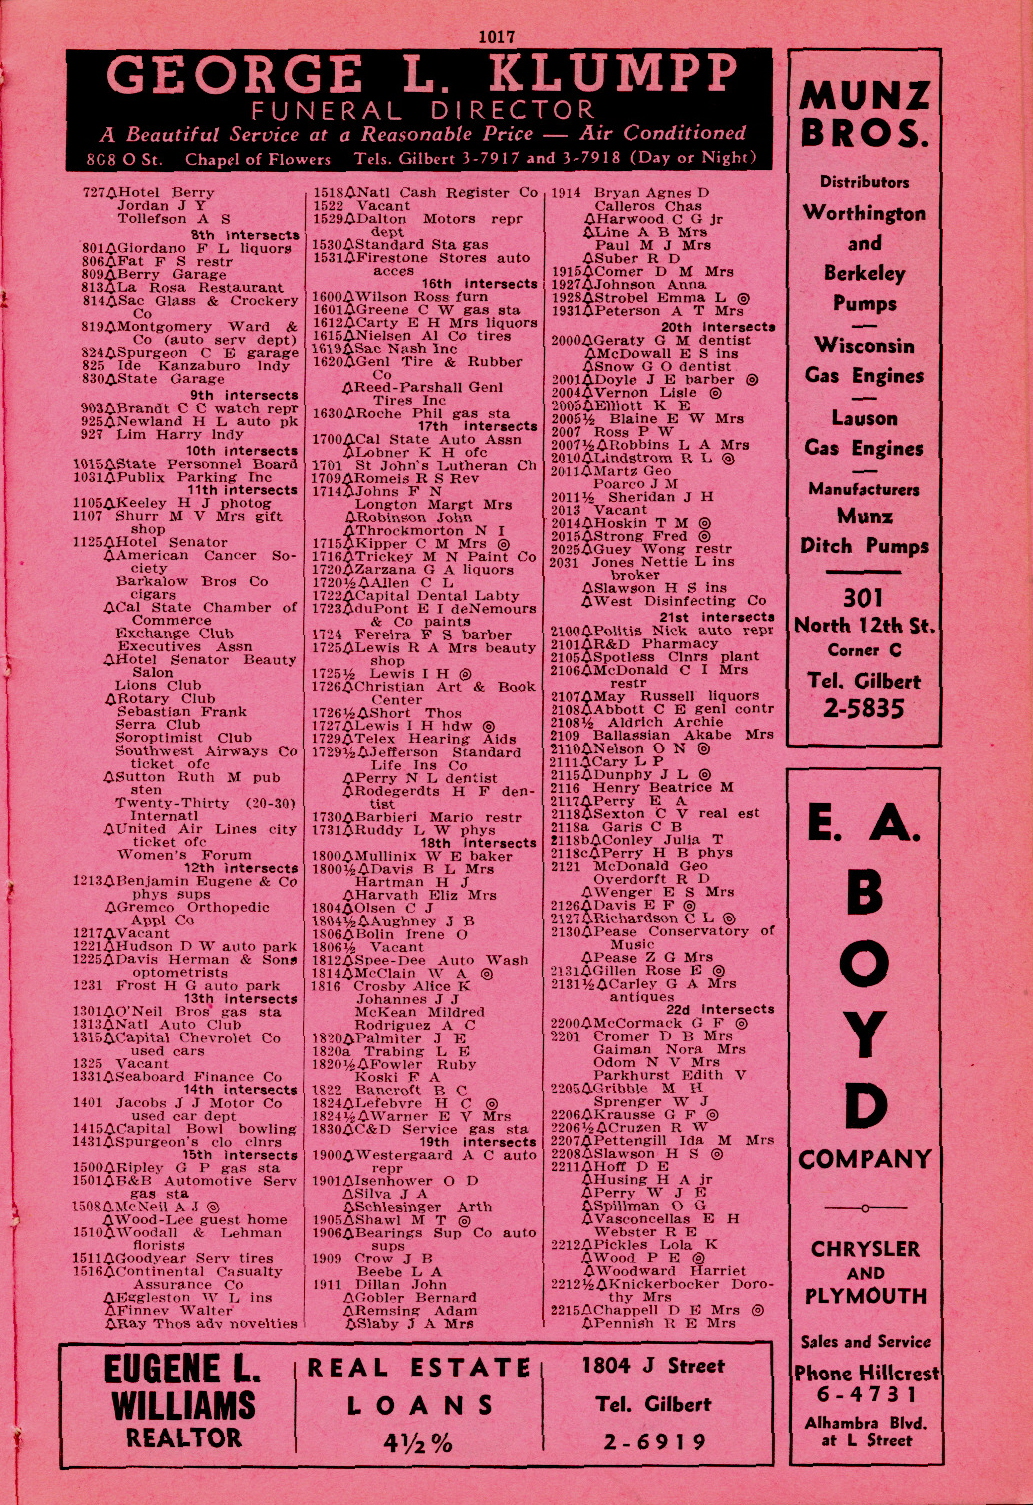 1017
GEORGE L. KLUMPP
FUNERAL DIRECTOR
A Beautiful Service at a Reasonable Price — Air Conditioned
808 O St. Chapel of Flowers Tels. Gilbert 3-7917 and 3-7918 (Day or Night)
727△Hotel Berry
Jordan J Y
Tollefson A S
8th intersects
801△Giordano F L liquors
806△Fat F S restr
809△Berry Garage
813△La Rosa Restaurant
814△Sac Glass & Crockery
Co
819△Montgomery Ward &
Co (auto serv dept)
824△Spurgeon C E garage
825 Ide Kanzaburo lndy
830△State Garage
9th intersects
903△Brandt C C watch repr
925△Newland H L auto pk
927 Lim Harry lndy
10th intersects
1015△State Personnel Board
1031△Publix Parking Inc
11th intersects
1105△Keeley H J photog
1107 Shurr M V Mrs gift
shop
1125△Hotel Senator
△American Cancer So-
ciety
Barkalow Bros Co
cigars
△Cal State Chamber of
Commerce
Exchange Club
Executives Assn
△Hotel Senator Beauty
Salon
Lions Club
△Rotary Club
Sebastian Frank
Serra Club
Soroptimist Club
Southwest Airways Co
ticket ofc
△Sutton Ruth M pub
sten
Twenty-Thirty (20-30)
Internatl
△United Air Lines city
ticket ofc
Women's Forum
12th intersects
1213△Benjamin Eugene & Co
phys sups
△Gremco Orthopedic
Appl Co
1217△Vacant
1221△Hudson D W auto park
1225△Davis Herman & Sons
optometrists
1231 Frost H G auto park
13th intersects
1301△O'Neil Bros gas sta
1313△Natl Auto Club
1315△Capital Chevrolet Co
used cars
1325 Vacant
1331△Seaboard Finance Co
14th intersects
1401 Jacobs J J Motor Co
used car dept
1415△Capital Bowl bowling
1431△Spurgeon's clo clnrs
15th intersects
1500△Ripley G P gas sta
1501△B&B Automotive Serv
gas sta
1508△McNeil A J ◎
△Wood-Lee guest home
1510△Woodall & Lehman
florists
1511△Goodyear Serv tires
1516△Continental Casualty
Assurance Co
△Eggleston W L ins
△Finney Walter
△Ray Thos adv novelties
1518△Natl Cash Register Co
1522 Vacant
1529△Dalton Motors repr
dept
1530△Standard Sta gas
1531△Firestone Stores auto
acces
16th intersects
1600△Wilson Ross furn
1601△Greene C W gas sta
1612△Carty E H Mrs liquors
1615△Nielsen Al Co tires
1619△Sac Nash Inc
1620△Genl Tire & Rubber
Co
△Reed-Parshall Genl
Tires Inc
1630△Roche Phil gas sta
17th intersects
1700△Cal State Auto Assn
△Lobner K H ofc
1701 St John's Lutheran Ch
1709△Romeis R S Rev
1714△Johns F N
Longton Margt Mrs
△Robinson John
△Throckmorton N I
1715△Kipper C M Mrs ◎
1716△Trickey M N Paint Co
1720△Zarzana G A liquors
1720½△Allen C L
1722△Capital Dental Labty
1723△duPont E I deNemours
& Co paints
1724 Fereira F S barber
1725△Lewis R A Mrs beauty
shop
1725½ Lewis I H ◎
1726△Christian Art & Book
Center
1726½△Short Thos
1727△Lewis I H hdw ◎
1729△Telex Hearing Aids
1729½△Jefferson Standard
Life Ins Co
△Perry N L dentist
△Rodegerdts H F den-
tist
1730△Barbieri Mario restr
1731△Ruddy L W phys
18th intersects
1800△Mullinix W E baker
1800½△Davis B L Mrs
Hartman H J
△Harvath Eliz Mrs
1804△Olsen C J
1804½△Aughney J B
1806△Bolin Irene O
1806½ Vacant
1812△Spee-Dee Auto Wash
1814△McClain W A ◎
1816 Crosby Alice K
Johannes J J
McKean Mildred
Rodriguez A C
1820△Palmiter J E
1820a Trabing L E
1820½△Fowler Ruby
Koski F A
1822 Bancroft B C
1824△Lefebvre H C ◎
1824½△Warner E V Mrs
1830△C&D Service gas sta
19th intersects
1900△Westergaard A C auto
repr
1901△Isenhower O D
△Silva J A
△Schlesinger Arth
1905△Shawl M T ◎
1906△Bearings Sup Co auto
sups
1909 Crow J B
Beebe L A
1911 Dillan John
△Gobler Bernard
△Remsing Adam
△Slaby J A Mrs
1914 Bryan Agnes D
Calleros Chas
△Harwood C G jr
△Line A B Mrs
Paul M J Mrs
△Suber R D
1915△Comer D M Mrs
1927△Johnson Anna
1928△Strobel Emma L ◎
1931△Peterson A T Mrs
20th intersects
2000△Geraty G M dentist
△McDowall E S ins
△Snow G O dentist
2001△Doyle J E barber ◎
2004△Vernon Lisle ◎
2005△Elliott K E
2005½ Blaine E W Mrs
2007 Ross P W
2007½△Robbins L A Mrs
2010△Lindstrom R L ◎
2011△Martz Geo
Poarco J M
2011½ Sheridan J H
2013 Vacant
2014△Hoskin T M ◎
2015△Strong Fred ◎
2025△Guey Wong restr
2031 Jones Nettie L ins
broker
△Slawson H S ins
△West Disinfecting Co
21st intersects
2100△Politis Nick auto repr
2101△R&D Pharmacy
2105△Spotless Clnrs plant
2106△McDonald C I Mrs
restr
2107△May Russell liquors
2108△Abbott C E genl contr
2108½ Aldrich Archie
2109 Ballassian Akabe Mrs
2110△Nelson O N ◎
2111△Cary L P
2115△Dunphy J L ◎
2116 Henry Beatrice M
2117△Perry E A
2118△Sexton C V real est
2118a Garis C B
2118b△Conley Julia T
2118c△Perry H B phys
2121 McDonald Geo
Overdorft R D
△Wenger E S Mrs
2126△Davis E F ◎
2127△Richardson C L ◎
2130△Pease Conservatory of
Music
△Pease Z G Mrs
2131△Gillen Rose E ◎
2131½△Carley G A Mrs
antiques
22d intersects
2200△McCormack G F ◎
2201 Cromer D B Mrs
Gaiman Nora Mrs
Odom N V Mrs
Parkhurst Edith V
2205△Gribble M H
Sprenger W J
2206△Krausse G F ◎
2206½△Cruzen R W
2207△Pettengill Ida M Mrs
2208△Slawson H S ◎
2211△Hoff D E
△Husing H A jr
△Perry W J E
△Spillman O G
△Vasconcellas E H
Webster R E
2212△Pickles Lola K
△Wood P E ◎
△Woodward Harriet
2212½△Knickerbocker Doro-
thy Mrs
2215△Chappell D E Mrs ◎
△Pennish R E Mrs
MUNZ
BROS.
Distributors
Worthington
and
Berkeley
Pumps
Wisconsin
Gas Engines
Lauson
Gas Engines
Manufacturers
Munz
Ditch Pumps
301
North 12th St.
Corner C
Tel. Gilbert
2-5835
E. A.
B
O
Y
D
COMPANY
CHRYSLER
AND
PLYMOUTH
Sales and Service
Phone Hillcrest
6-4731
Alhambra Blvd.
at L Street
EUGENE L.
WILLIAMS
REALTOR
REAL ESTATE
LOANS
4½%
1804 J Street
Tel. Gilbert
2-6919